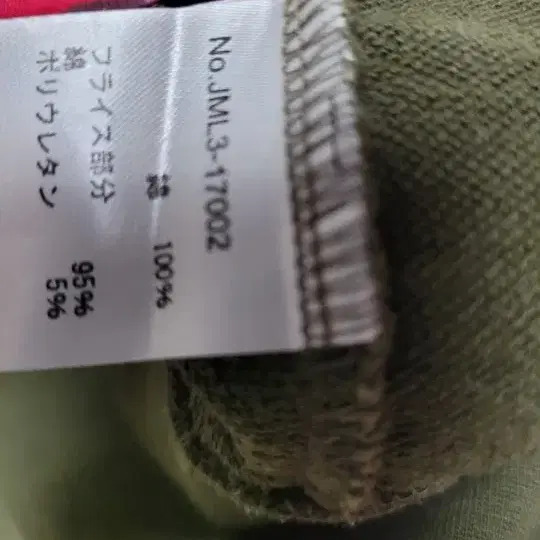 No.JML3-17002
綿 100%
フライス部分
綿 95%
ポリウレタン 5%